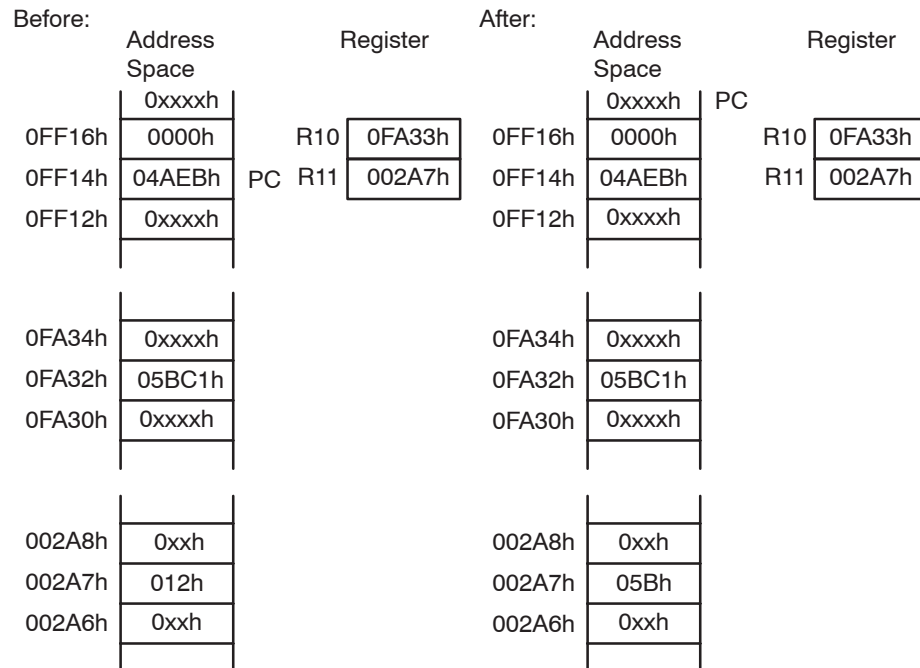 Before: After:
Address Register Address Register
Space Space
0xxxxh 0xxxxh PC
0FF16h 0000h R10 0FA33h 0FF16h 0000h R10 0FA33h
0FF14h 04AEBh PC R11 002A7h 0FF14h 04AEBh R11 002A7h
0FF12h 0xxxxh 0FF12h 0xxxxh
0FA34h 0xxxxh 0FA34h 0xxxxh
0FA32h 05BC1h 0FA32h 05BC1h
0FA30h 0xxxxh 0FA30h 0xxxxh
002A8h 0xxh 002A8h 0xxh
002A7h 012h 002A7h 05Bh
002A6h 0xxh 002A6h 0xxh